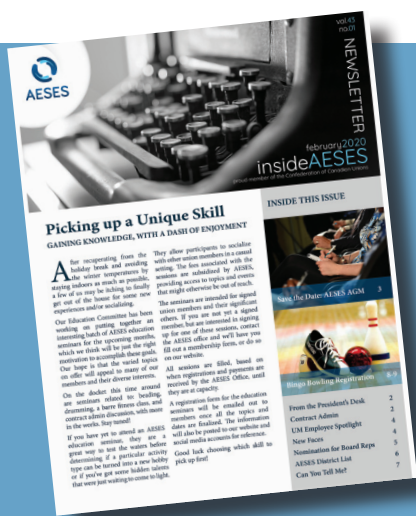 AESES
vol.43
no.01
NEWSLETTER
february2020
insideAESES
proud member of the Confederation of Canadian Unions
Picking up a Unique Skill
GAINING KNOWLEDGE, WITH A DASH OF ENJOYMENT
After recuperating from the
holiday break and avoiding
the winter temperatures by
staying indoors as much as possible,
a few of us may be itching to finally
get out of the house for some new
experiences and/or socialising.
Our Education Committee has been
working on putting together an
interesting batch of AESES education
seminars for the upcoming months,
which we think will be just the right
motivation to accomplish these goals.
Our hope is that the varied topics
on offer will appeal to many of our
members and their diverse interests.
On the docket this time around
are seminars related to beading,
drumming, a barre fitness class, and
contract admin discussion, with more
in the works. Stay tuned!
If you have yet to attend an AESES
education seminar, they are a
great way to test the waters before
determining if a particular activity
type can be turned into a new hobby
or if you've got some hidden talents
that were just waiting to come to light.
They allow participants to socialize
with other union members in a casual
setting. The fees associated with the
sessions are subsidized by AESES,
providing access to topics and events
that might otherwise be out of reach.
The seminars are intended for signed
union members and their significant
others. If you are not yet a signed
member, but are interested in signing
up for one of these sessions, contact
the AESES office and we'll have you
fill out a membership form, or do so
on our website.
All sessions are filled, based on
when registrations and payments are
received by the AESES Office, until
they are at capacity.
A registration form for the education
seminars will be emailed out to
members once all the topics and
dates are finalized. The information
will also be posted to our website and
social media accounts for reference.
Good luck choosing which skill to
pick up first!
INSIDE THIS ISSUE
Save the Date: AESES AGM 3
Bingo Bowling Registration 8-9
From the President's Desk 2
Contract Admin 2
UM Employee Spotlight 4
New Faces 4
Nomination for Board Reps 5
AESES District List 6
Can You Tell Me? 7